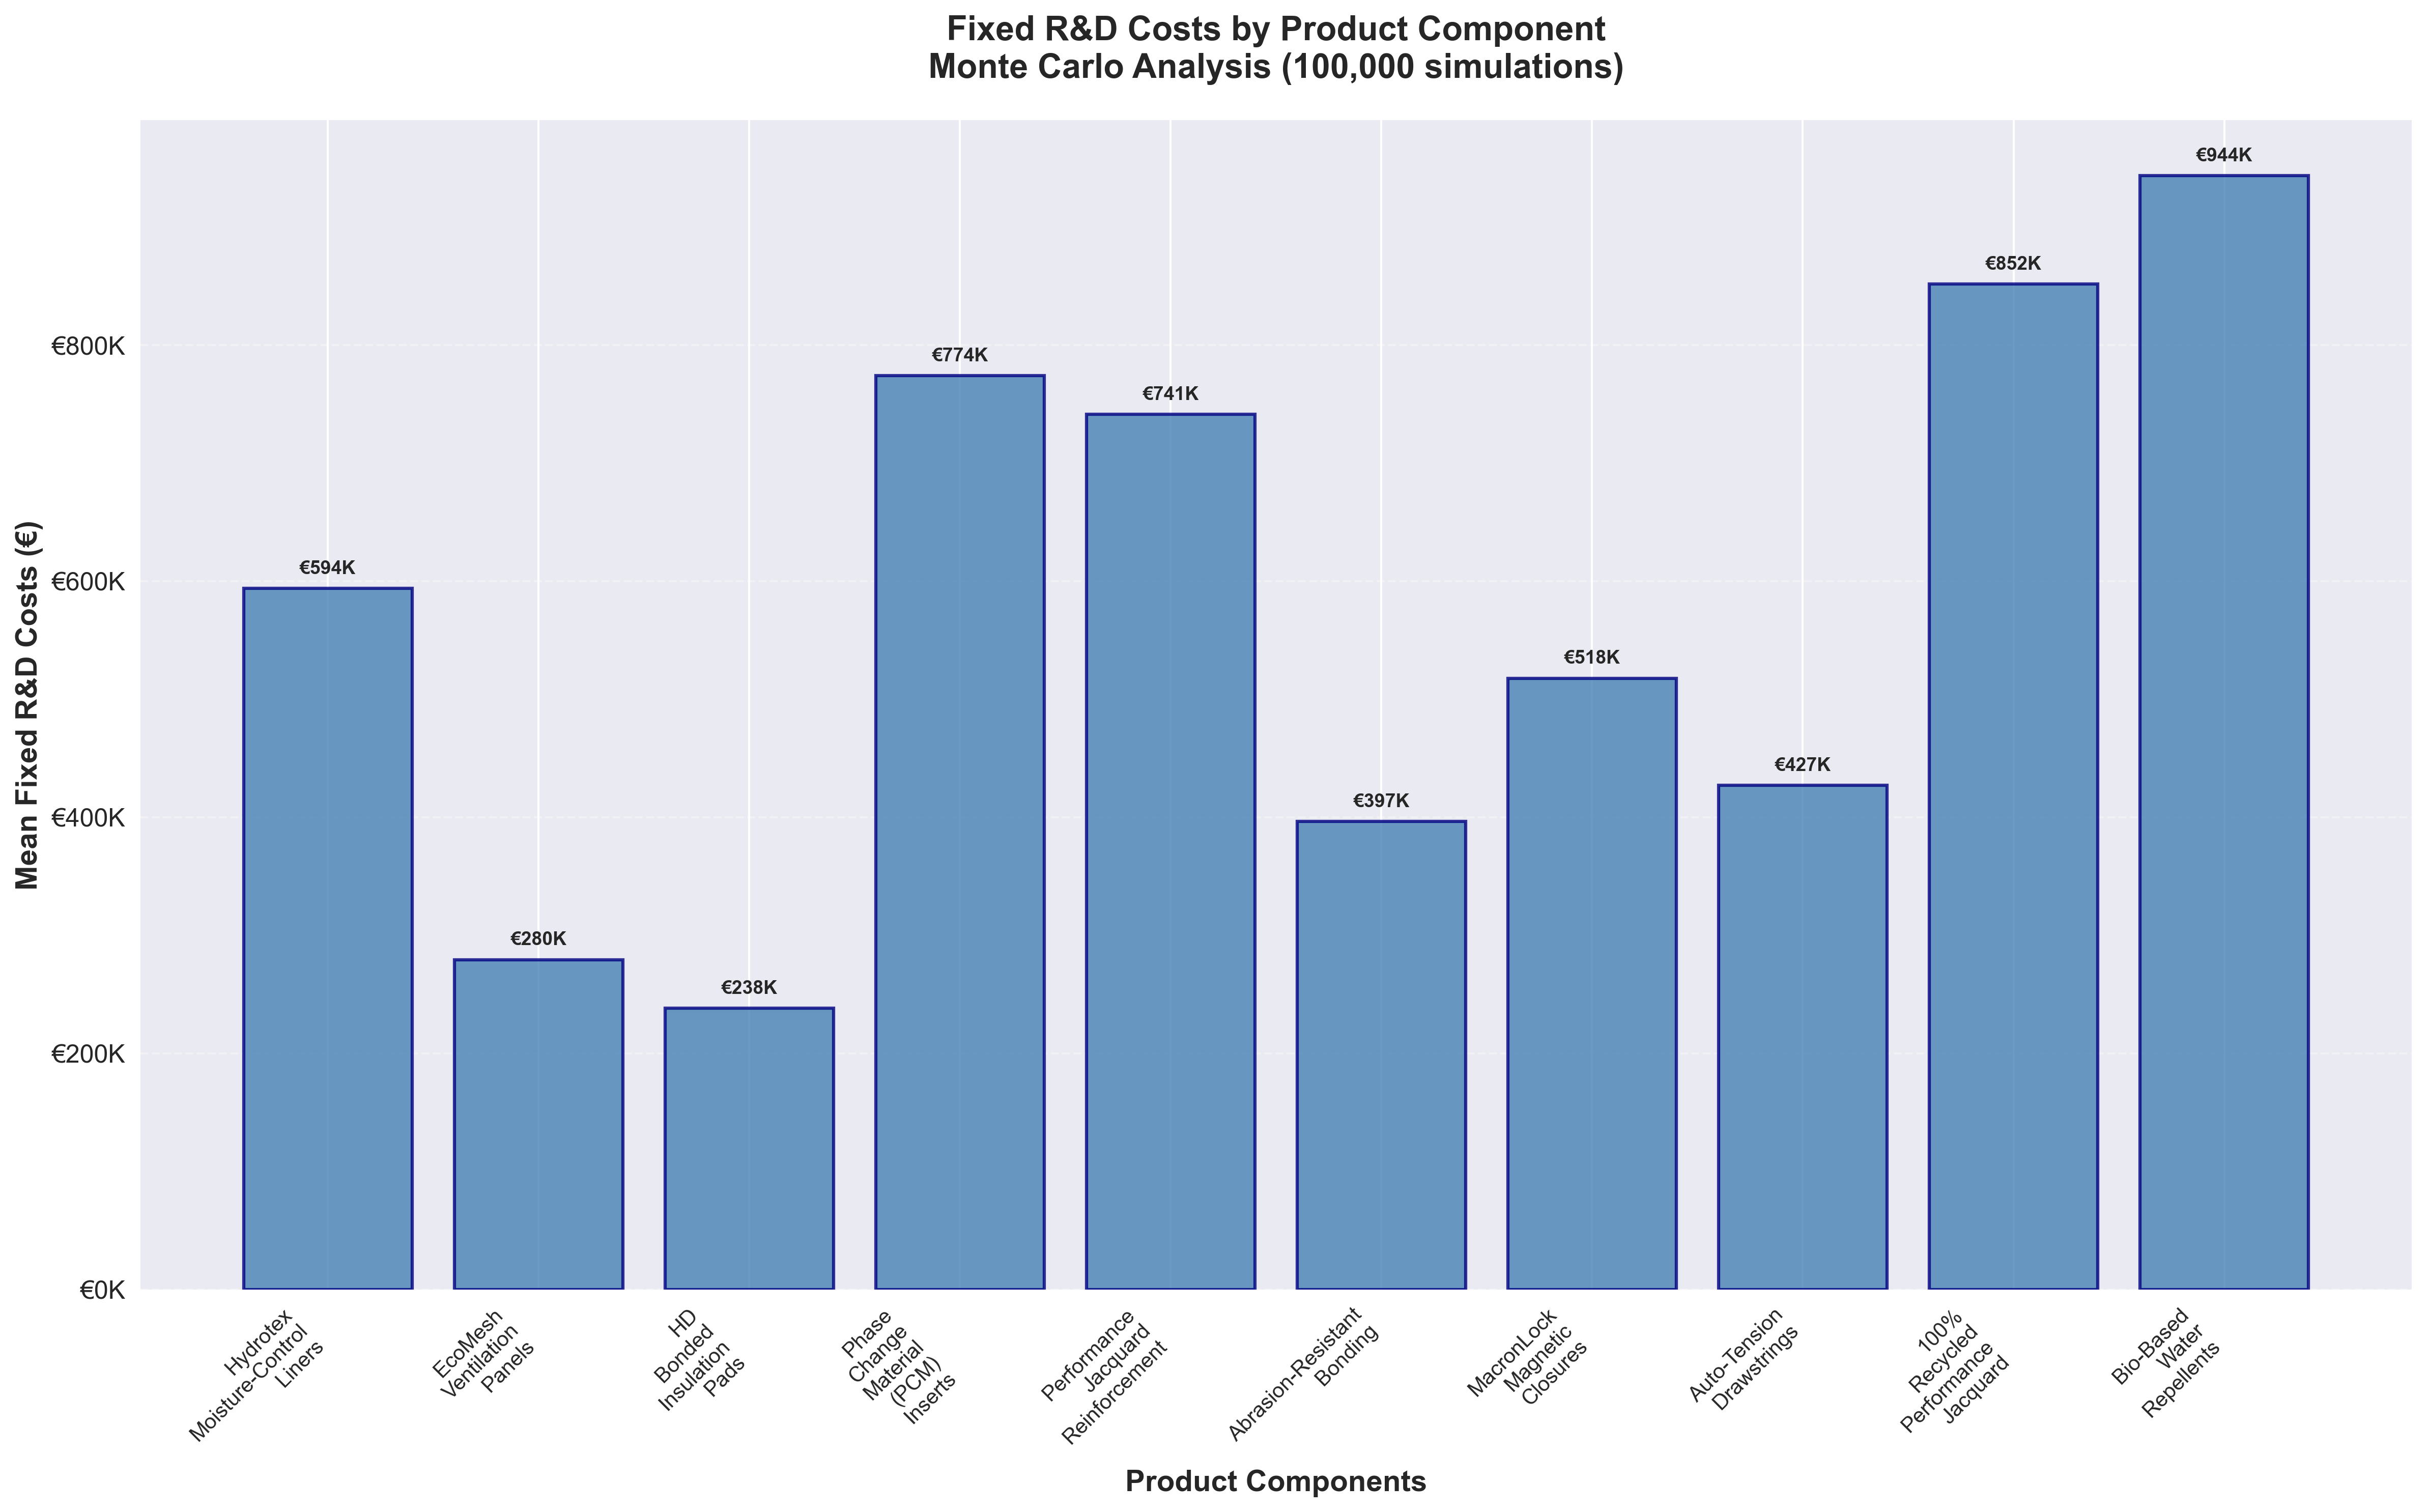 Fixed R&D Costs by Product Component
Monte Carlo Analysis (100,000 simulations)
Mean Fixed R&D Costs (€)
€800K
€600K
€400K
€200K
€0K
€594K
€280K
€238K
€774K
€741K
€397K
€518K
€427K
€852K
€944K
Hydrotex
Moisture-Control
Liners
EcoMesh
Ventilation
Panels
HD
Bonded
Insulation
Pads
Phase
Change
Material
(PCM)
Inserts
Performance
Jacquard
Reinforcement
Abrasion-Resistant
Bonding
MacronLock
Magnetic
Closures
Auto-Tension
Drawstrings
100%
Recycled
Performance
Jacquard
Bio-Based
Water
Repellents
Product Components